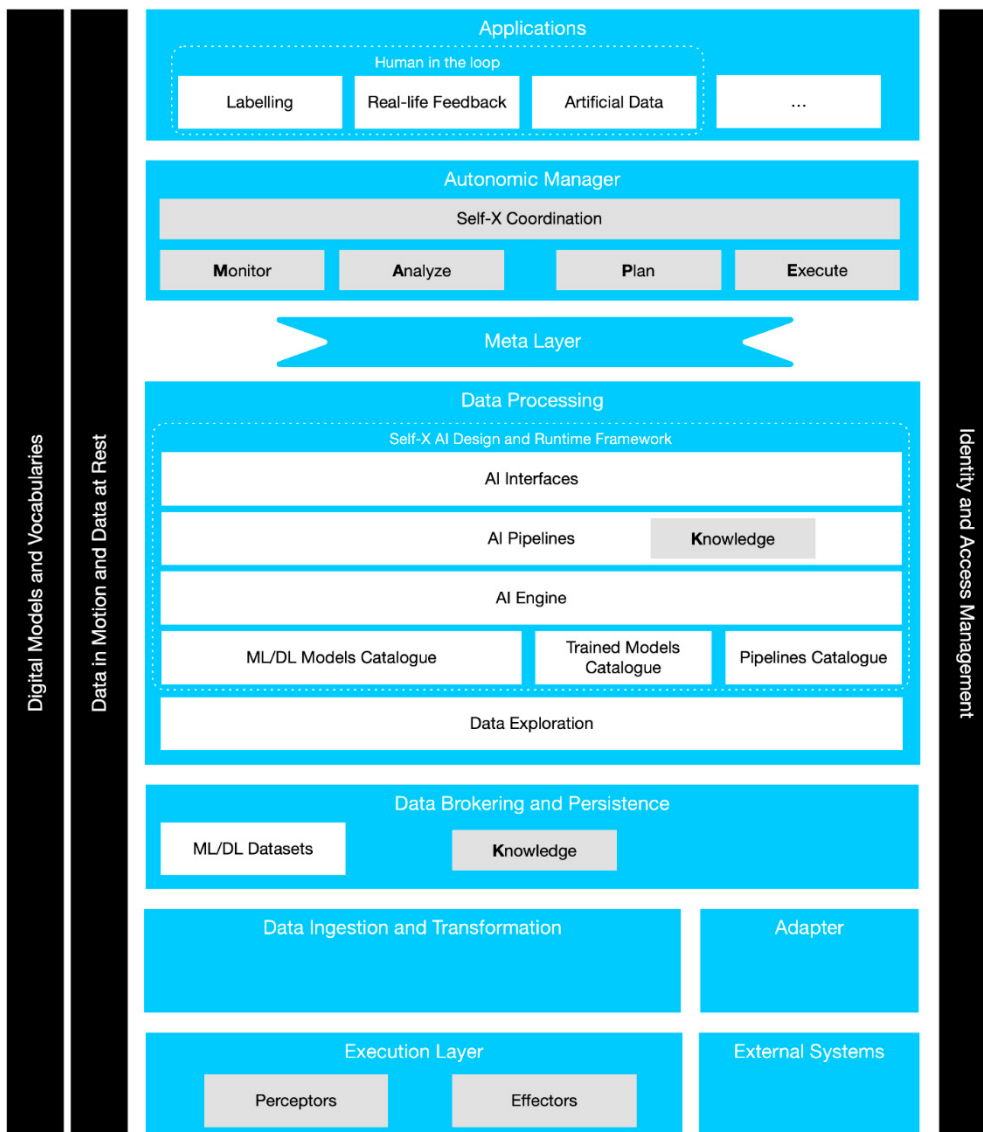 Applications
Human in the loop
Labelling
Real-life Feedback
Artificial Data
...
Autonomic Manager
Self-X Coordination
Monitor
Analyze
Plan
Execute
Meta Layer
Data Processing
Self-X AI Design and Runtime Framework
AI Interfaces
AI Pipelines
Knowledge
AI Engine
ML/DL Models Catalogue
Trained Models
Catalogue
Pipelines Catalogue
Data Exploration
Data Brokering and Persistence
ML/DL Datasets
Knowledge
Data Ingestion and Transformation
Adapter
Execution Layer
Perceptors
Effectors
External Systems
Digital Models and Vocabularies
Data in Motion and Data at Rest
Identity and Access Management